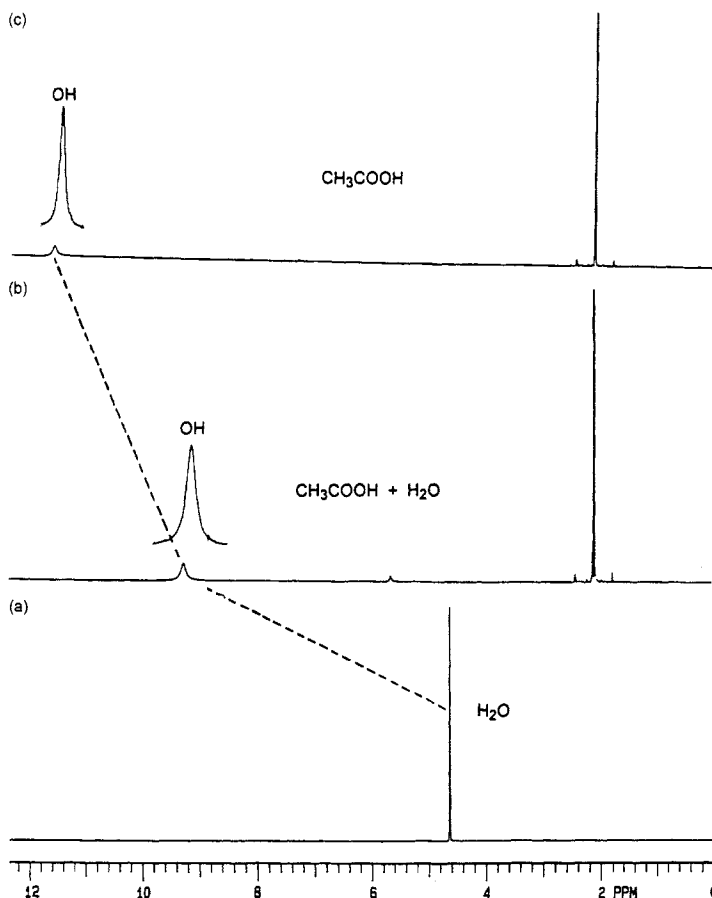 (c)
OH
CH₃COOH
(b)
OH
CH₃COOH + H₂O
(a)
H₂O
12 10 8 6 4 2 PPM